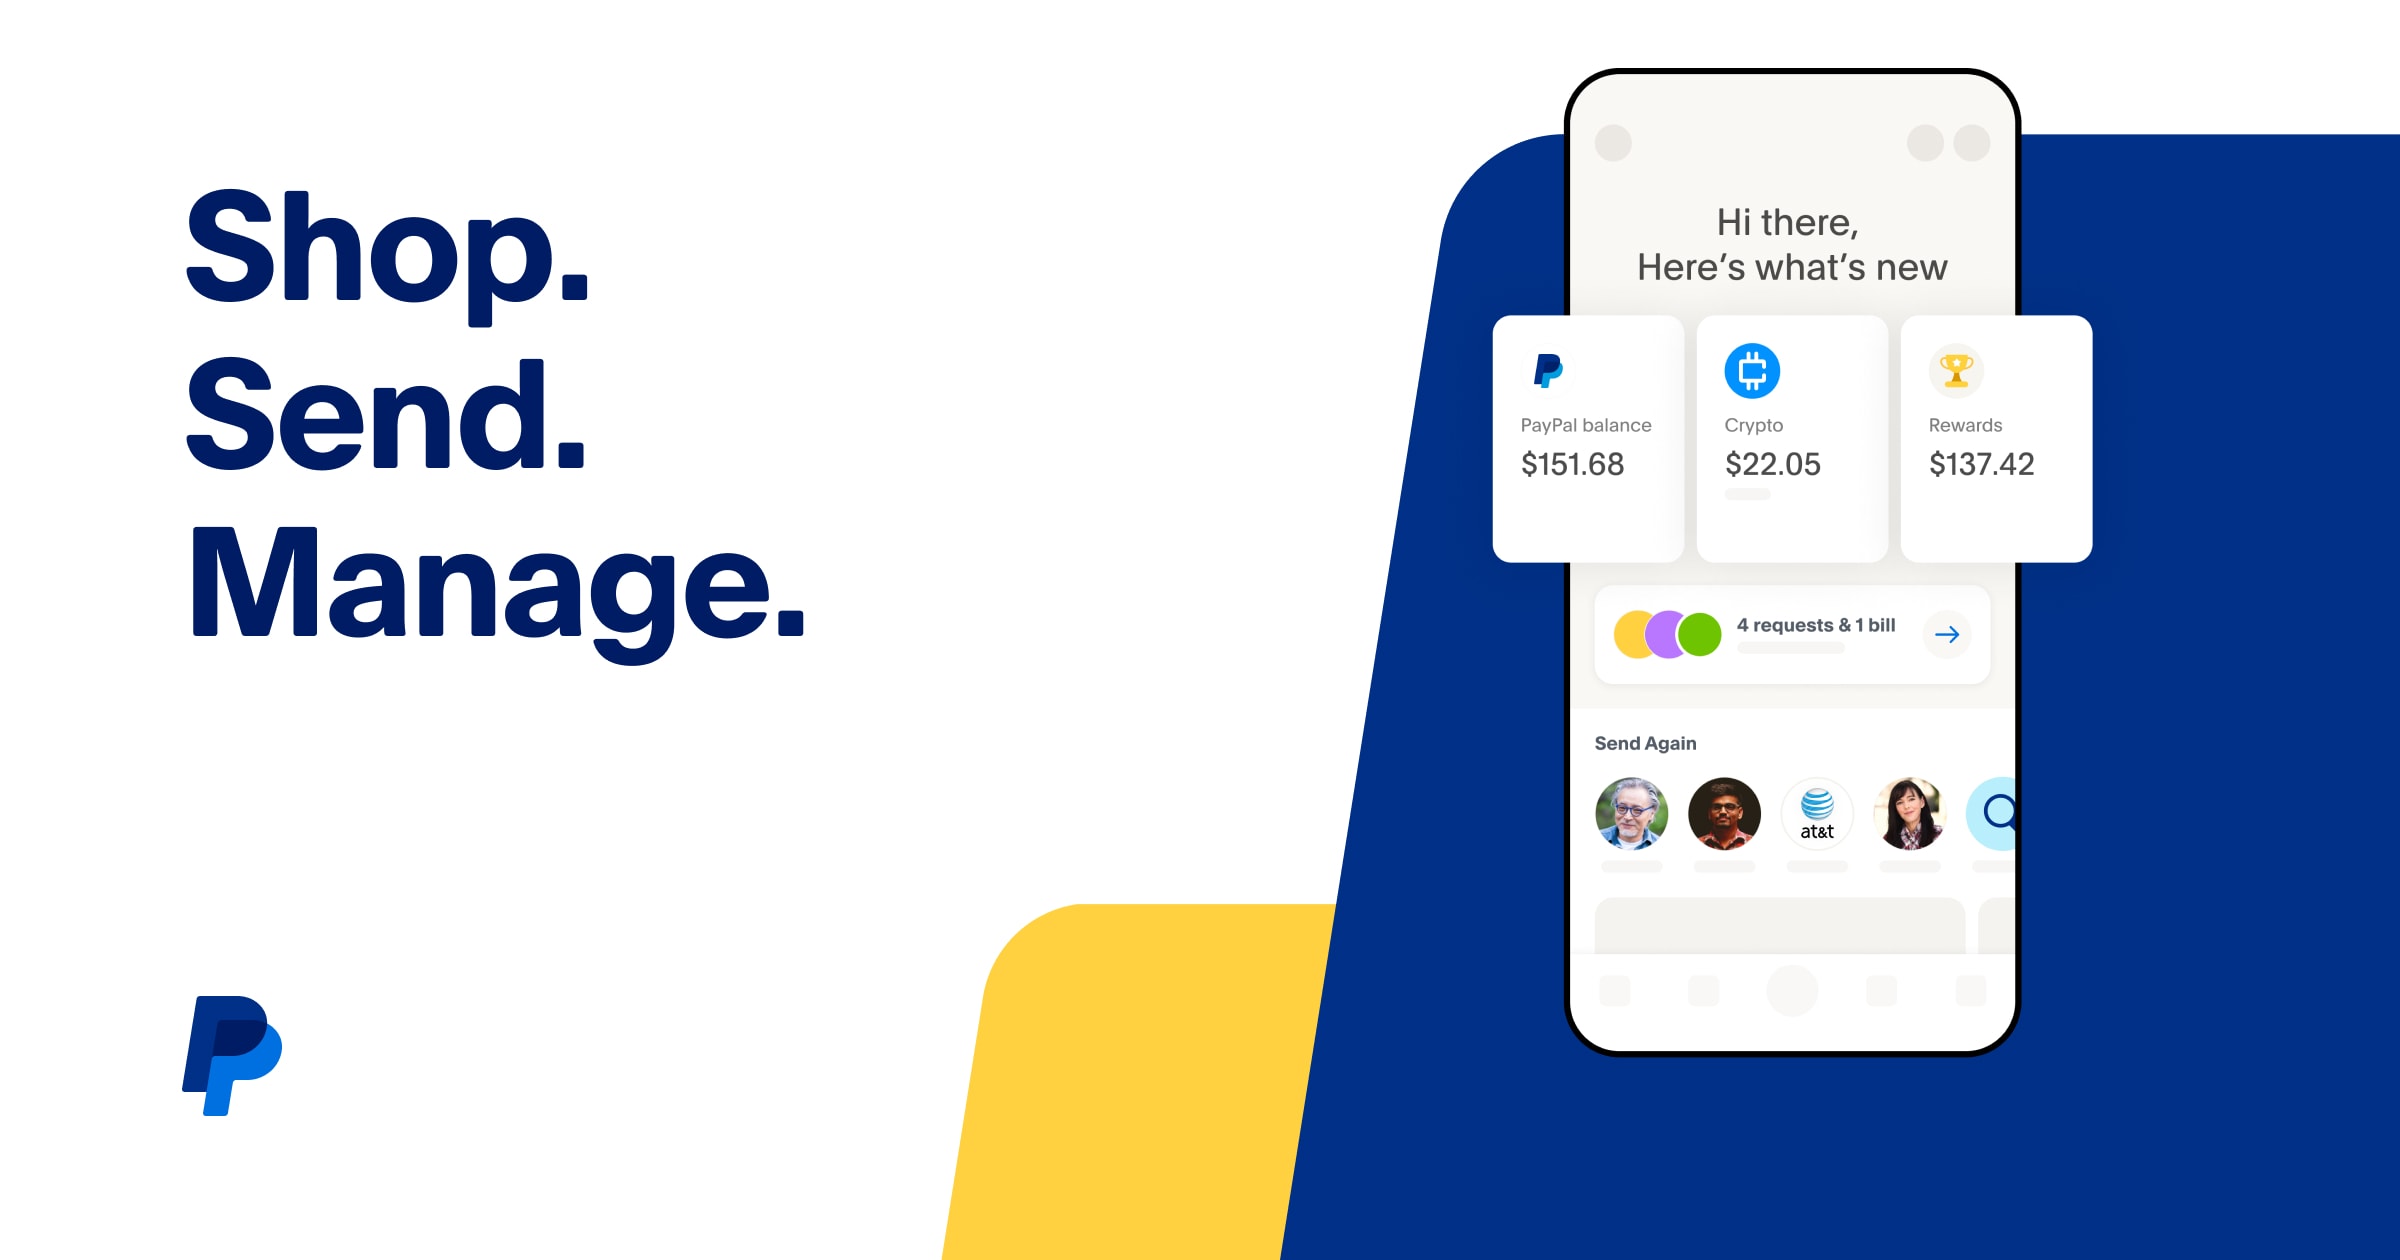 Shop.
Send.
Manage.
Hi there,
Here’s what’s new
PayPal balance
$151.68
Crypto
$22.05
Rewards
$137.42
4 requests & 1 bill
Send Again
at&t